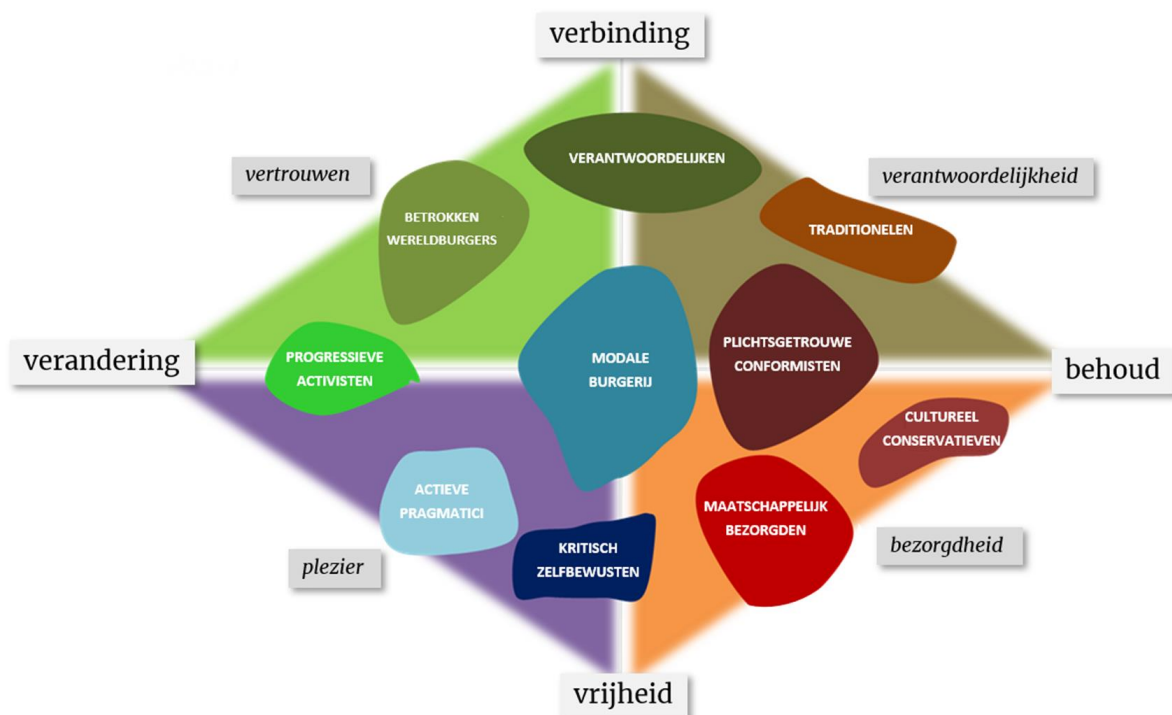 verbinding
VERANTWOORDELIJKEN
vertrouwen
verantwoordelijkheid
BETROKKEN
WERELDBURGERS
TRADITIONELEN
verandering
PROGRESSIEVE
ACTIVISTEN
MODALE
BURGERIJ
PLICHTSGETROUWE
CONFORMISTEN
behoud
CULTUREEL
CONSERVATIEVEN
ACTIEVE
PRAGMATICI
MAATSCHAPPELIJK
BEZORGDEN
plezier
KRITISCH
ZELFBEWUSTEN
bezorgdheid
vrijheid